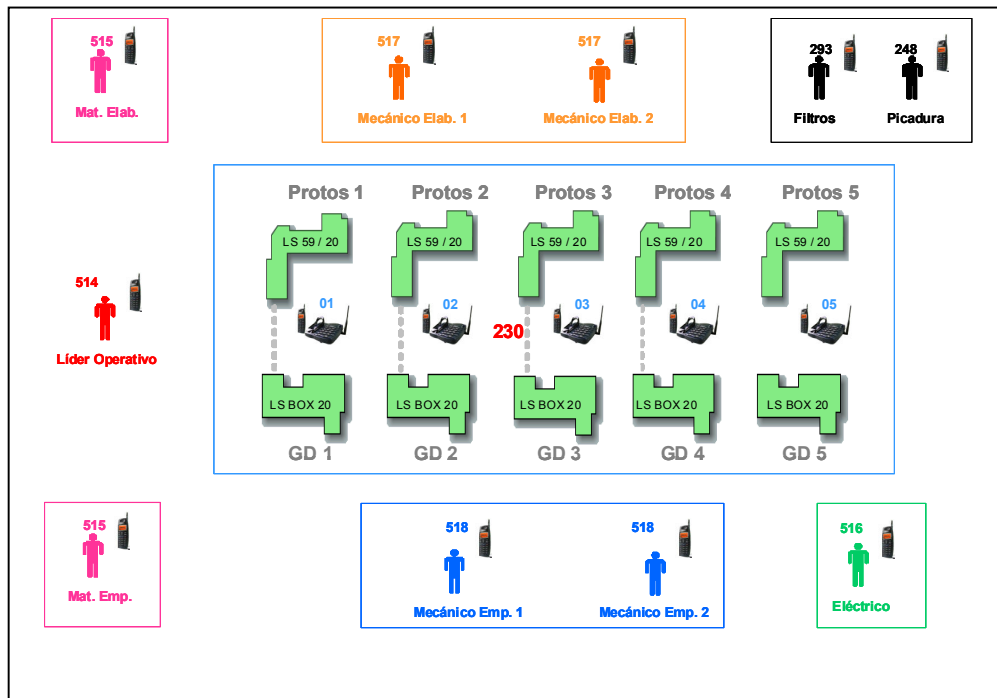 515
Mat. Elab.
517
517
Mecánico Elab. 1
Mecánico Elab. 2
293
248
Filtros
Picadura
Protos 1
Protos 2
Protos 3
Protos 4
Protos 5
LS 59 / 20
LS 59 / 20
LS 59 / 20
LS 59 / 20
LS 59 / 20
514
Líder Operativo
01
02
230
03
04
05
LS BOX 20
LS BOX 20
LS BOX 20
LS BOX 20
LS BOX 20
GD 1
GD 2
GD 3
GD 4
GD 5
515
Mat. Emp.
518
518
Mecánico Emp. 1
Mecánico Emp. 2
516
Eléctrico